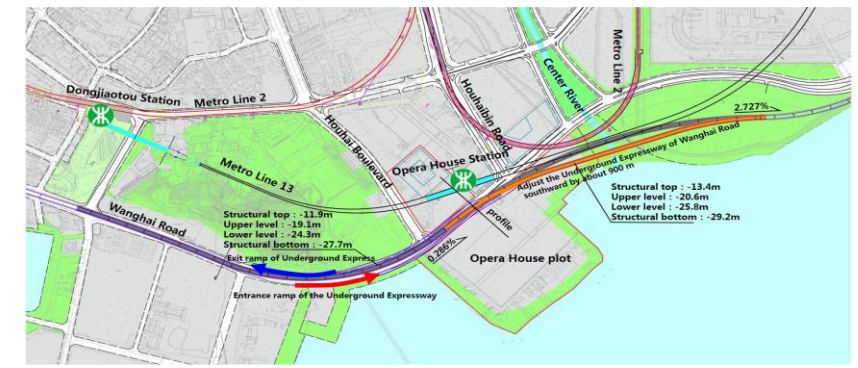 Dongjiaotou Station
Metro Line 2
Metro Line 13
Wanghai Road
Houhai Boulevard
Houhaibin Road
Center River
Metro Line 2
2.727%
Opera House Station
Adjust the Underground Expressway of Wanghai Road
southward by about 900 m
profile
Structural top : -13.4m
Upper level : -20.6m
Lower level : -25.8m
Structural bottom : -29.2m
Structural top : -11.9m
Upper level : -19.1m
Lower level : -24.3m
Structural bottom : -27.7m
Exit ramp of Underground Express
0.286%
Opera House plot
Entrance ramp of the Underground Expressway